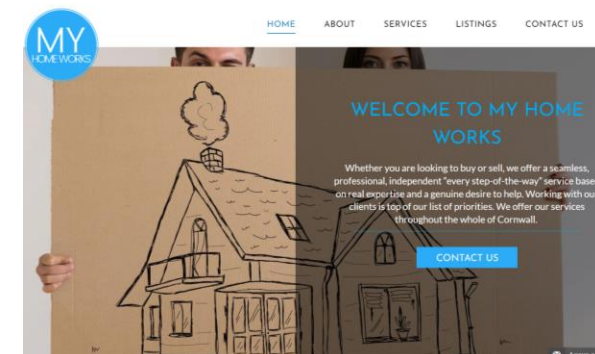 MY
HOME WORKS
HOME ABOUT SERVICES LISTINGS CONTACT US
WELCOME TO MY HOME
WORKS
Whether you are looking to buy or sell, we offer a seamless,
professional, independent "every step-of-the-way" service base
on real expertise and a genuine desire to help. Working with ou
clients is top of our list of priorities. We offer our services
throughout the whole of Cornwall.
CONTACT US